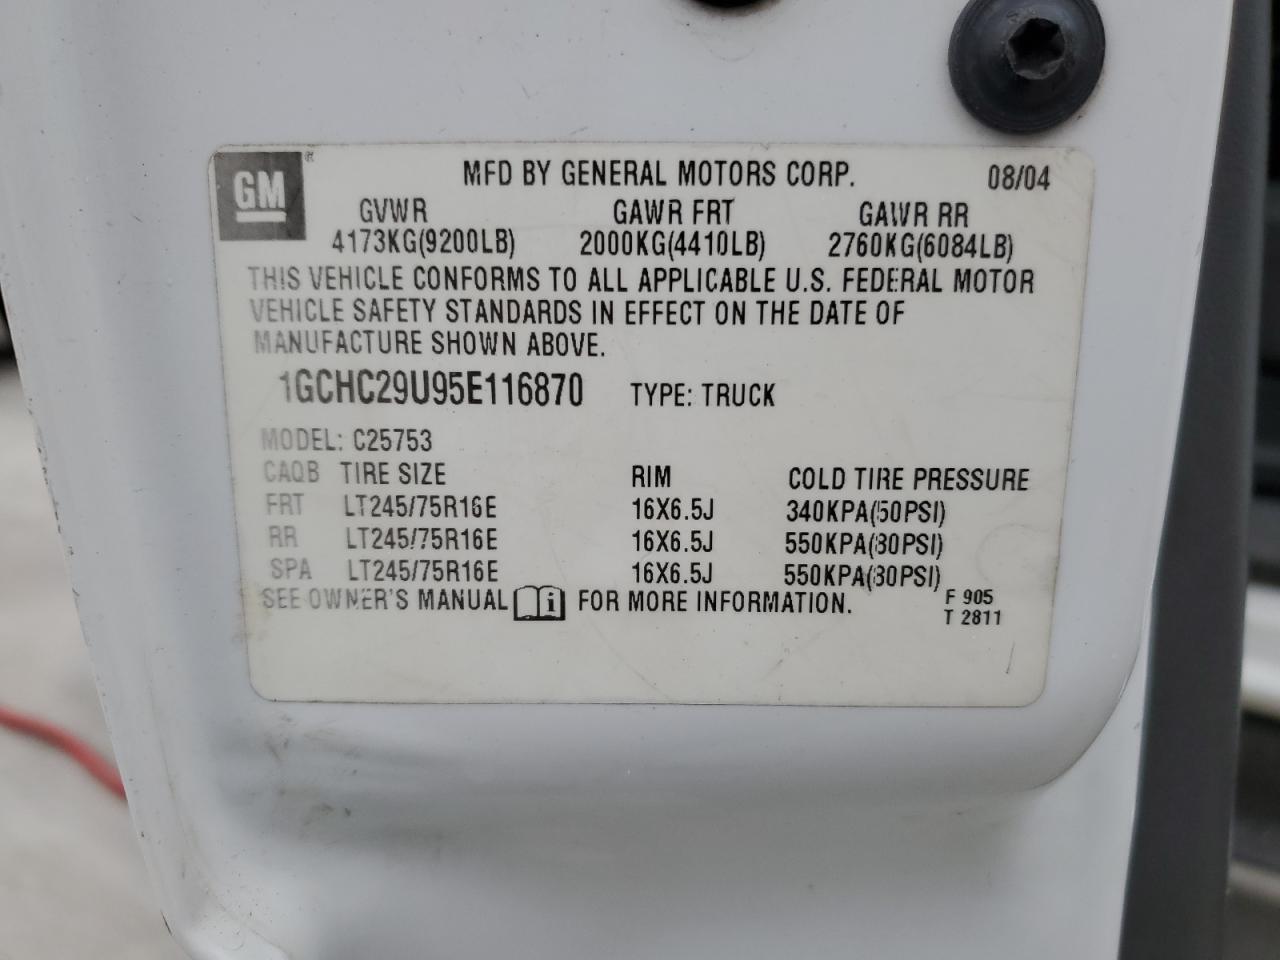 GM
MFD BY GENERAL MOTORS CORP. 08/04
GVWR GAWR FRT GAWR RR
4173KG(9200LB) 2000KG(4410LB) 2760KG(6084LB)
THIS VEHICLE CONFORMS TO ALL APPLICABLE U.S. FEDERAL MOTOR
VEHICLE SAFETY STANDARDS IN EFFECT ON THE DATE OF
MANUFACTURE SHOWN ABOVE.
1GCHC29U95E116870 TYPE: TRUCK
MODEL: C25753
CAQB TIRE SIZE RIM COLD TIRE PRESSURE
FRT LT245/75R16E 16X6.5J 340KPA(50PSI)
RR LT245/75R16E 16X6.5J 550KPA(80PSI)
SPA LT245/75R16E 16X6.5J 550KPA(80PSI)
SEE OWNER'S MANUAL i FOR MORE INFORMATION. F 905
T 2811